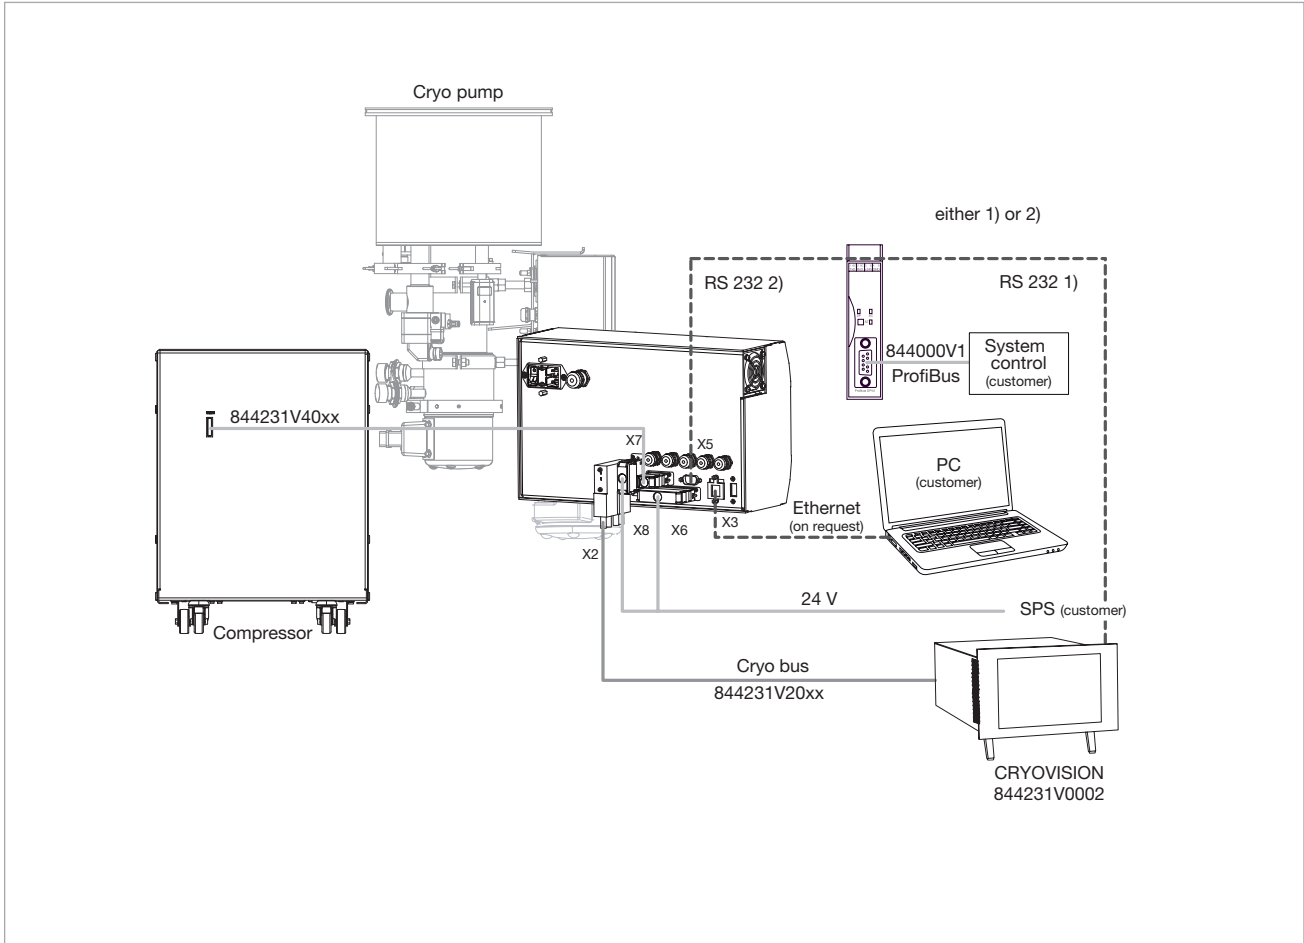 Cryo pump
either 1) or 2)
RS 232 2)
RS 232 1)
844000V1
ProfiBus
System
control
(customer)
844231V40xx
X7
X5
PC
(customer)
Ethernet
(on request)
X3
X8
X6
X2
24 V
SPS (customer)
Compressor
Cryo bus
844231V20xx
CRYOVISION
844231V0002